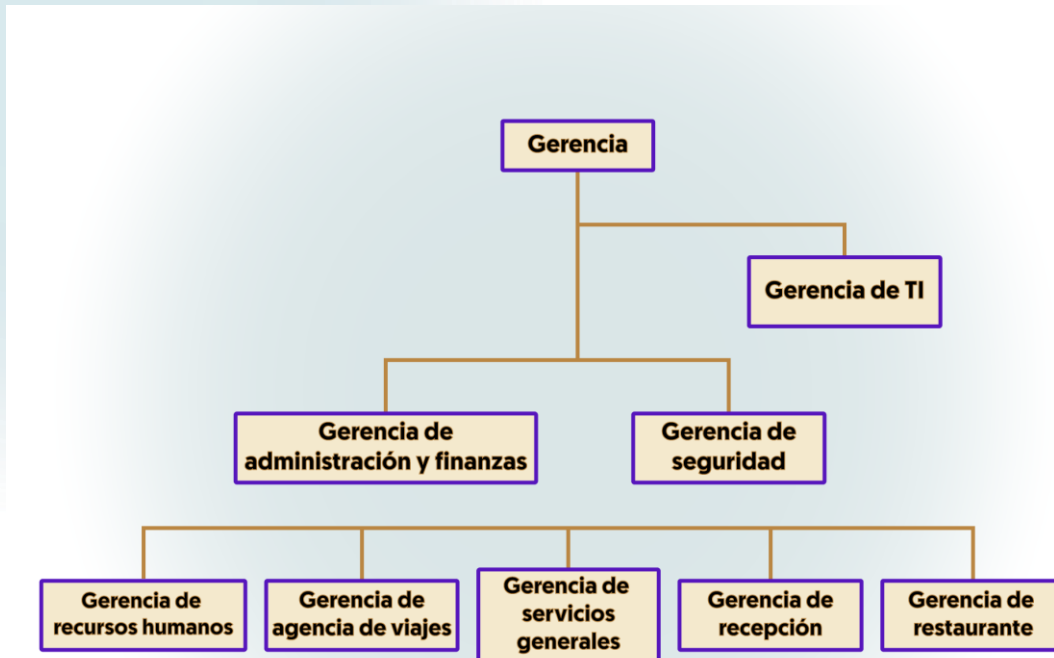 Gerencia
Gerencia de TI
Gerencia de
administración y finanzas
Gerencia de
seguridad
Gerencia de
recursos humanos
Gerencia de
agencia de viajes
Gerencia de
servicios
generales
Gerencia de
recepción
Gerencia de
restaurante